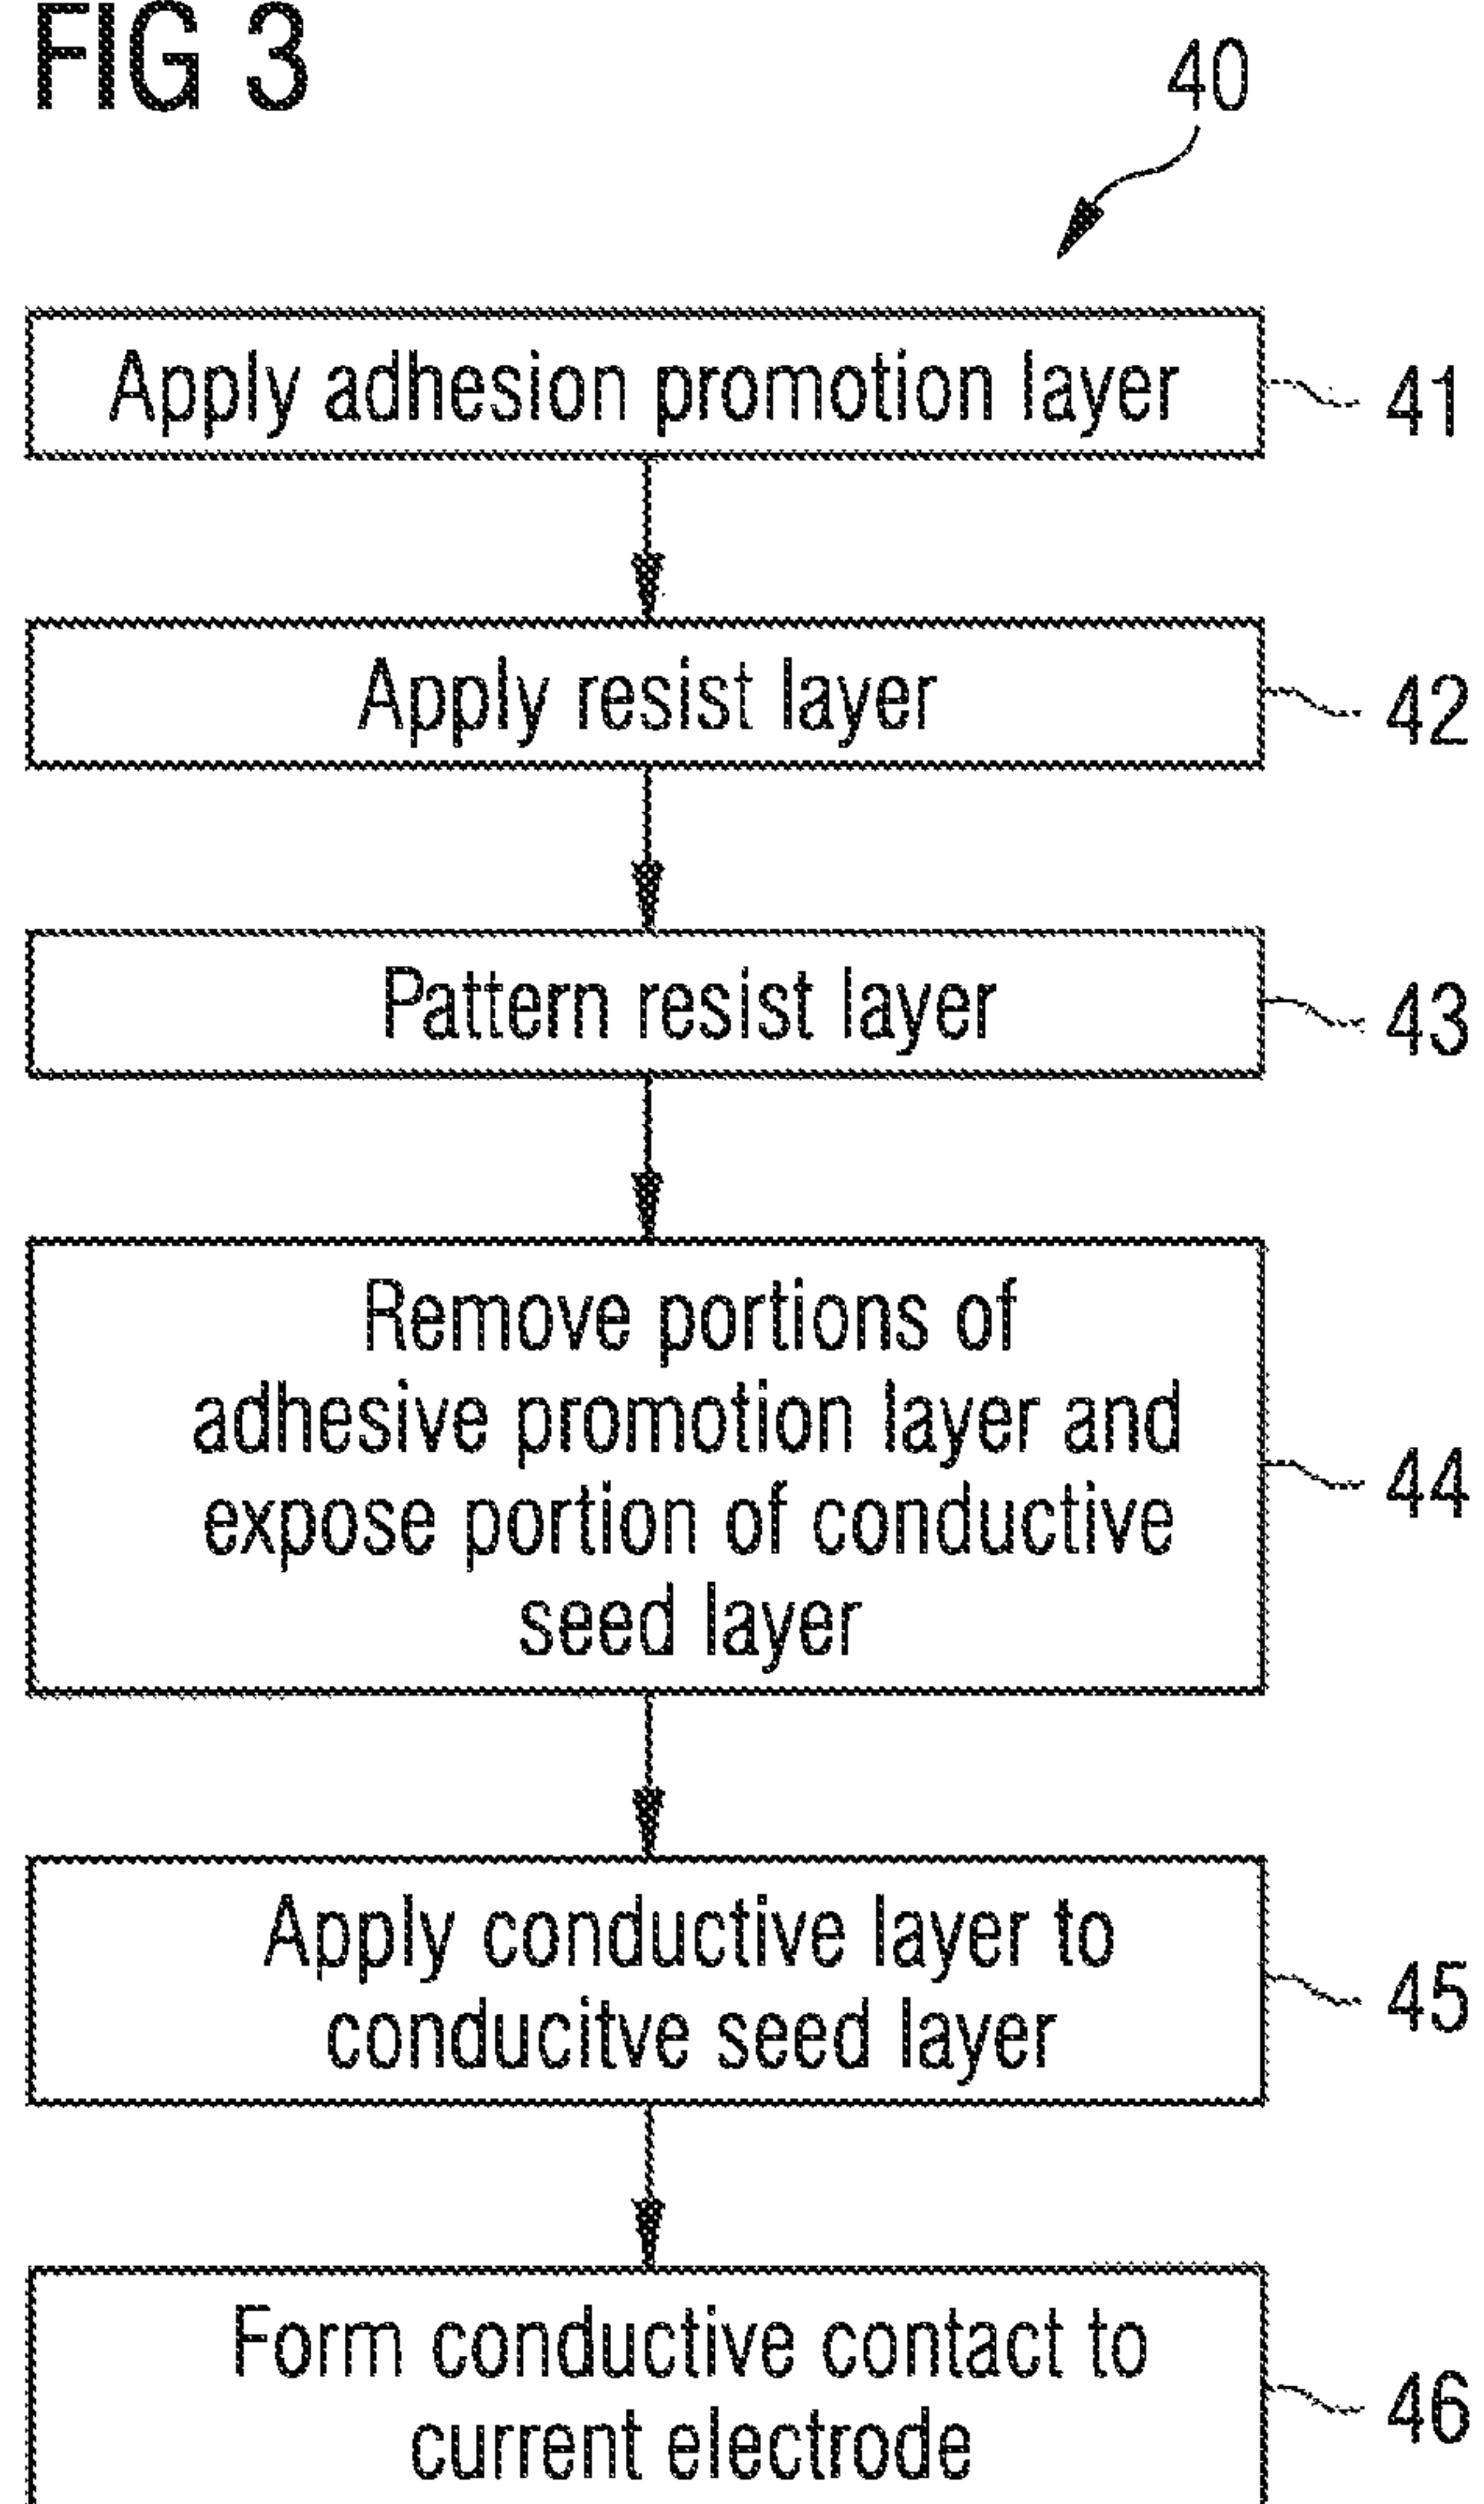 FIG 3
40
Apply adhesion promotion layer
41
Apply resist layer
42
Pattern resist layer
43
Remove portions of
adhesive promotion layer and
expose portion of conductive
seed layer
44
Apply conductive layer to
conducitve seed layer
45
Form conductive contact to
current electrode
46